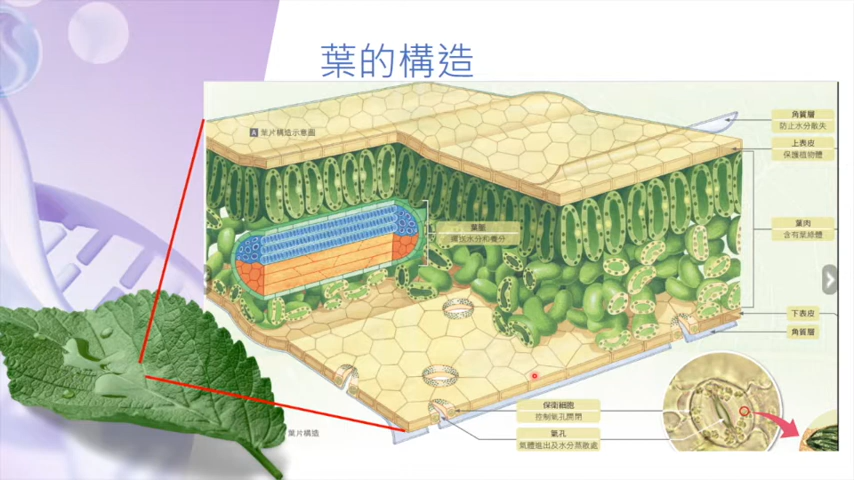 葉的構造
A 葉片構造示意圖
角質層
防止水分散失
上表皮
保護植物體
葉脈
運送水分和養分
葉肉
含有葉綠體
下表皮
角質層
保衛細胞
控制氣孔開閉
氣孔
氣體進出及水分蒸散處
葉片構造